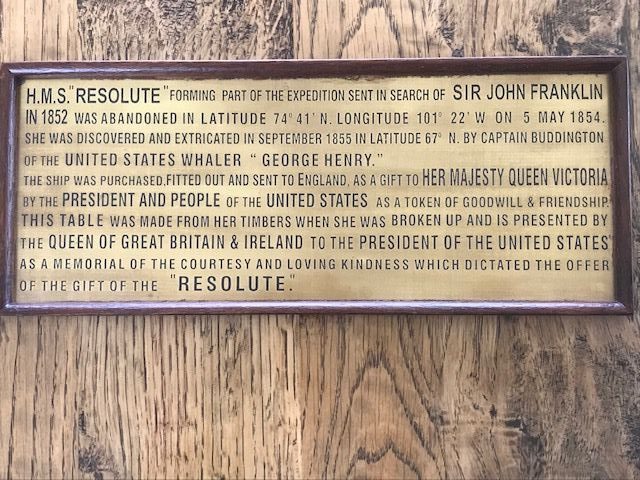 H.M.S. "RESOLUTE" FORMING PART OF THE EXPEDITION SENT IN SEARCH OF SIR JOHN FRANKLIN
IN 1852 WAS ABANDONED IN LATITUDE 74° 41' N. LONGITUDE 101° 22' W ON 5 MAY 1854.
SHE WAS DISCOVERED AND EXTRICATED IN SEPTEMBER 1855 IN LATITUDE 67° N. BY CAPTAIN BUDDINGTON
OF THE UNITED STATES WHALER "GEORGE HENRY."
THE SHIP WAS PURCHASED, FITTED OUT AND SENT TO ENGLAND, AS A GIFT TO HER MAJESTY QUEEN VICTORIA
BY THE PRESIDENT AND PEOPLE OF THE UNITED STATES AS A TOKEN OF GOODWILL & FRIENDSHIP.
THIS TABLE WAS MADE FROM HER TIMBERS WHEN SHE WAS BROKEN UP AND IS PRESENTED BY
THE QUEEN OF GREAT BRITAIN & IRELAND TO THE PRESIDENT OF THE UNITED STATES
AS A MEMORIAL OF THE COURTESY AND LOVING KINDNESS WHICH DICTATED THE OFFER
OF THE GIFT OF THE "RESOLUTE."